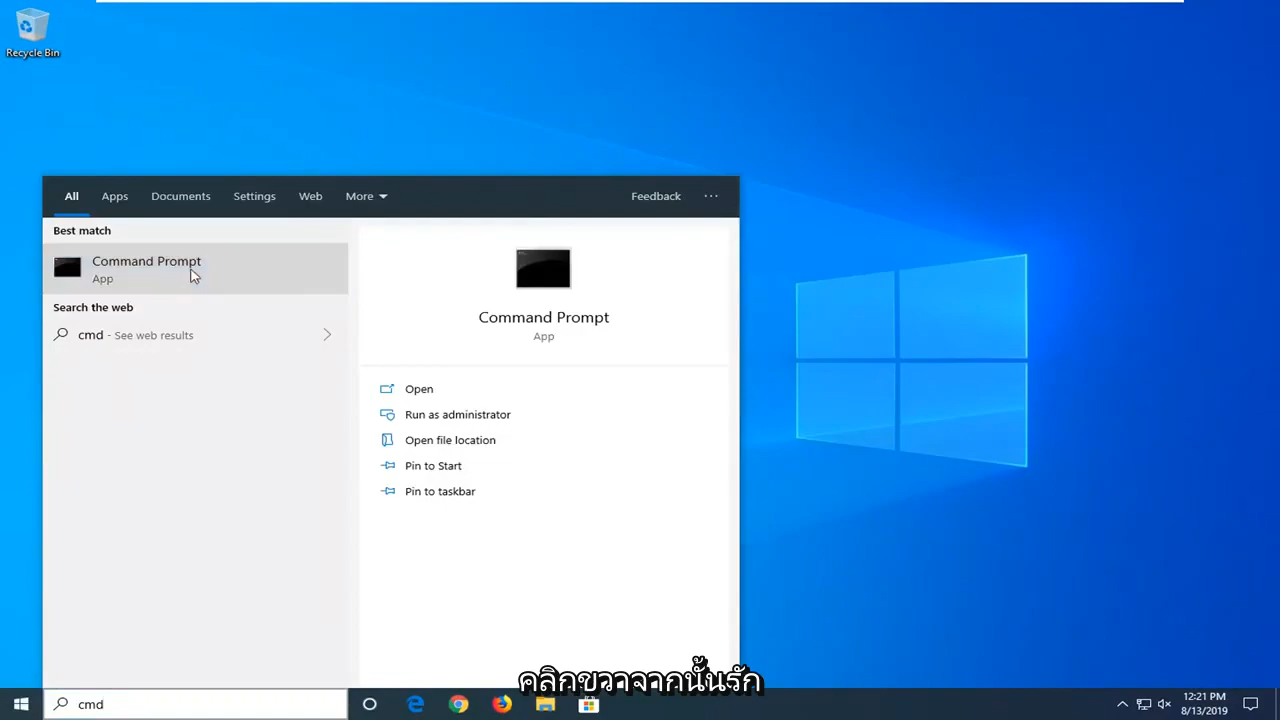 Recycle Bin
All
Apps
Documents
Settings
Web
More
Feedback
Best match
Command Prompt
App
Search the web
cmd - See web results
Command Prompt
App
Open
Run as administrator
Open file location
Pin to Start
Pin to taskbar
คลิกขวาจากนั้นรัก
cmd
12:21 PM
8/13/2019